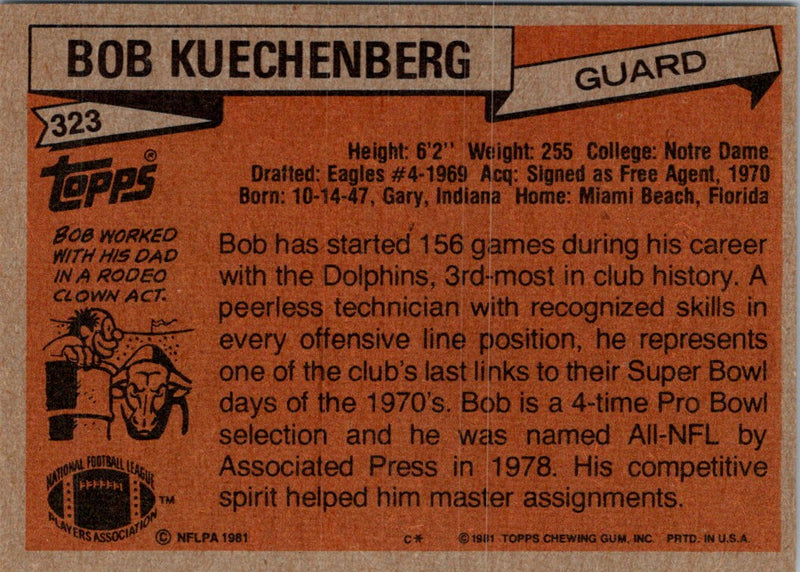 BOB KUECHENBERG
GUARD
323
TOPPS®
Height: 6'2'' Weight: 255 College: Notre Dame
Drafted: Eagles #4-1969 Acq: Signed as Free Agent, 1970
Born: 10-14-47, Gary, Indiana Home: Miami Beach, Florida
BOB WORKED
WITH HIS DAD
IN A RODEO
CLOWN ACT.
Bob has started 156 games during his career
with the Dolphins, 3rd-most in club history. A
peerless technician with recognized skills in
every offensive line position, he represents
one of the club's last links to their Super Bowl
days of the 1970's. Bob is a 4-time Pro Bowl
selection and he was named All-NFL by
Associated Press in 1978. His competitive
spirit helped him master assignments.
NATIONAL FOOTBALL LEAGUE
PLAYERS ASSOCIATION
™
© NFLPA 1981
C*
© 1981 TOPPS CHEWING GUM, INC. PRTD. IN U.S.A.